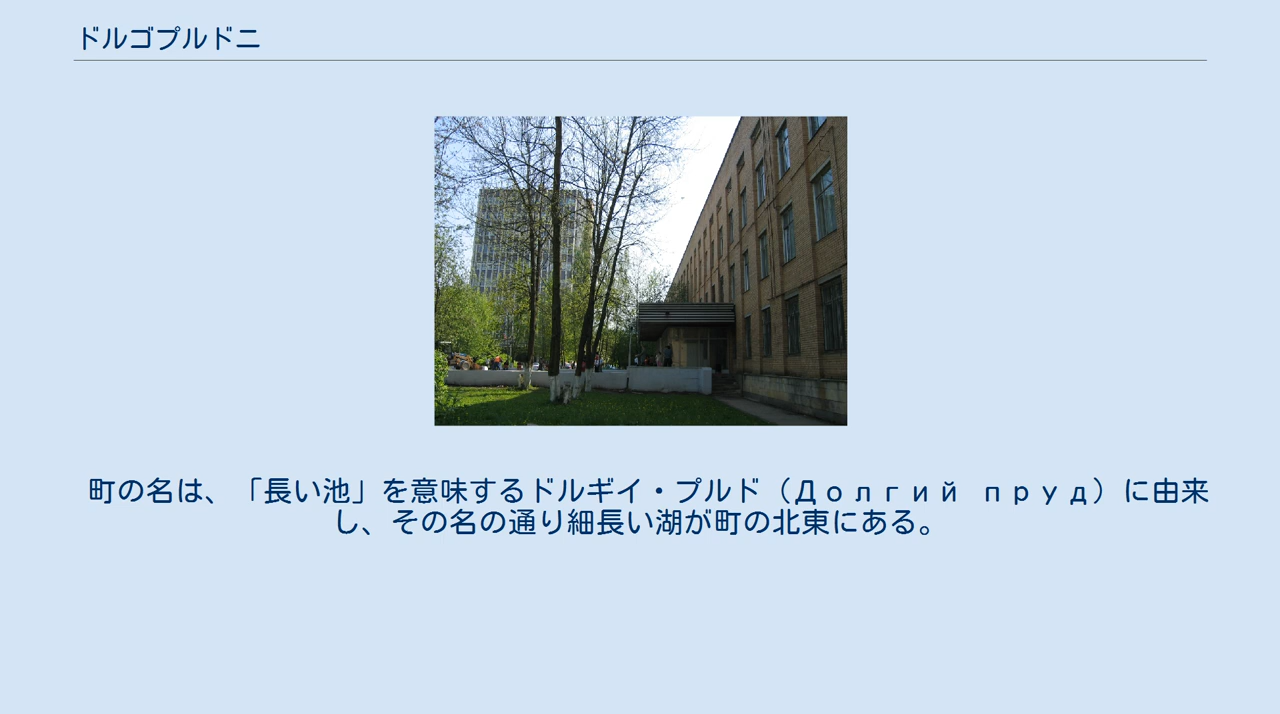 ドルゴプルドニ
町の名は、「長い池」を意味するドルギイ・プルド（Долгий пруд）に由来
し、その名の通り細長い湖が町の北東にある。